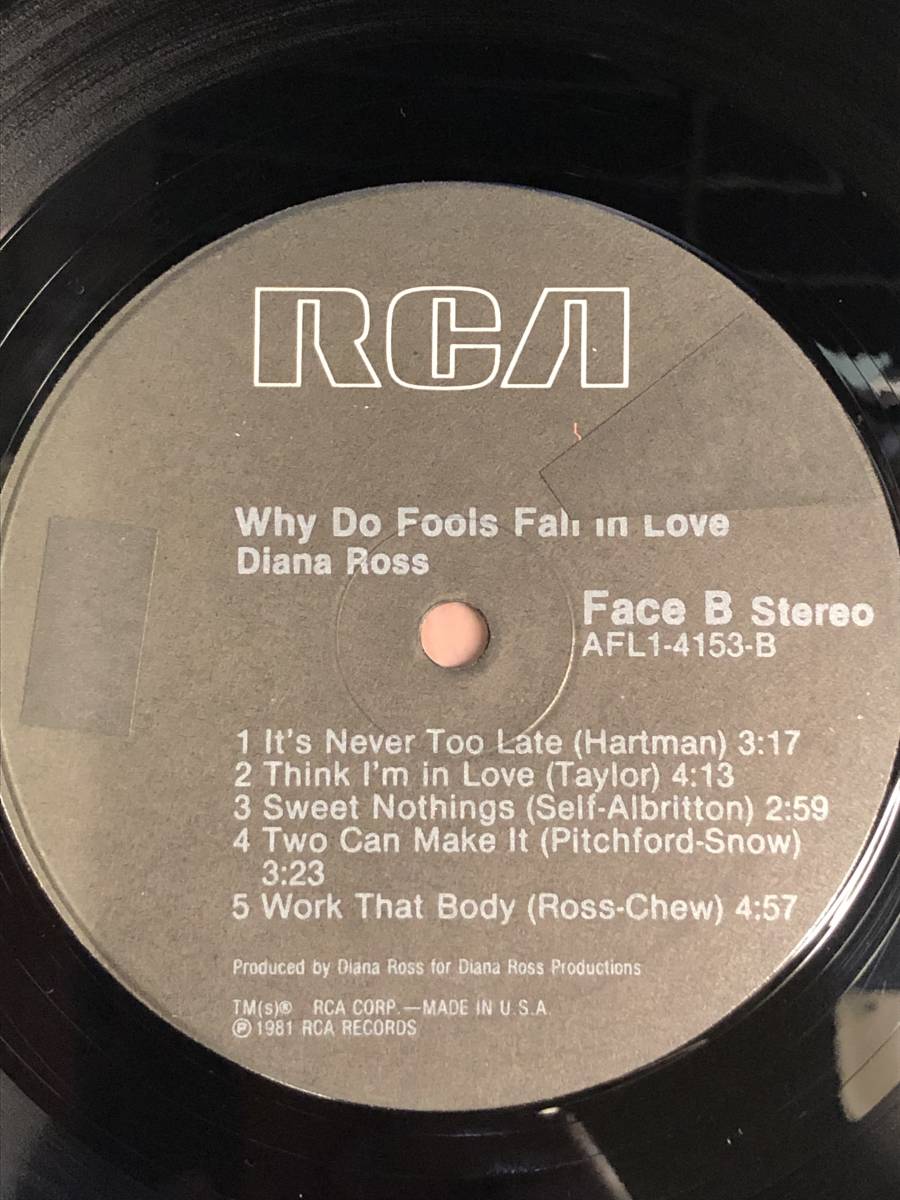 RCA
Why Do Fools Fall In Love
Diana Ross
Face B Stereo
AFL1-4153-B
1 It's Never Too Late (Hartman) 3:17
2 Think I'm in Love (Taylor) 4:13
3 Sweet Nothings (Self-Albritton) 2:59
4 Two Can Make It (Pitchford-Snow)
3:23
5 Work That Body (Ross-Chew) 4:57
Produced by Diana Ross for Diana Ross Productions
TM(s)® RCA CORP.—MADE IN U.S.A.
℗ 1981 RCA RECORDS